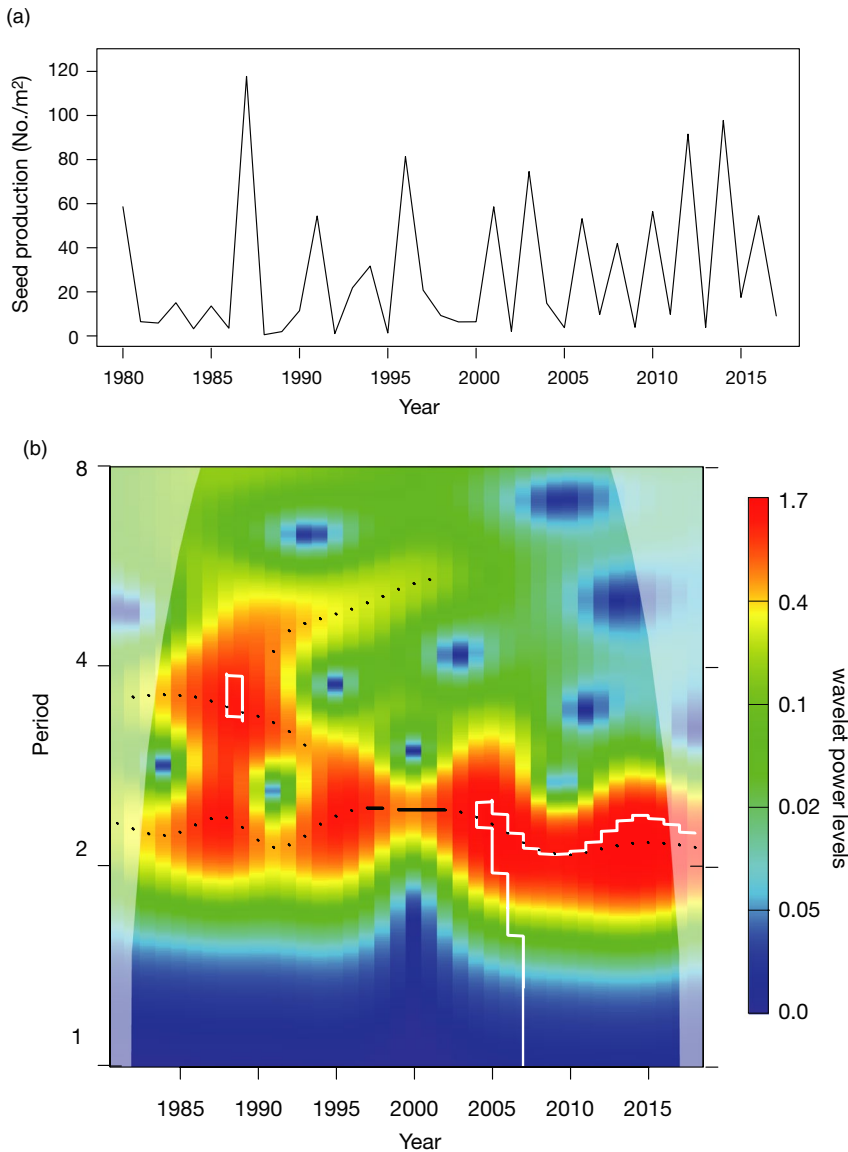 (a)
Seed production (No./m²)
120
100
80
60
40
20
0
1980 1985 1990 1995 2000 2005 2010 2015
Year
(b)
Period
8
4
2
1
1985 1990 1995 2000 2005 2010 2015
Year
1.7
0.4
0.1
0.02
0.05
0.0
wavelet power levels